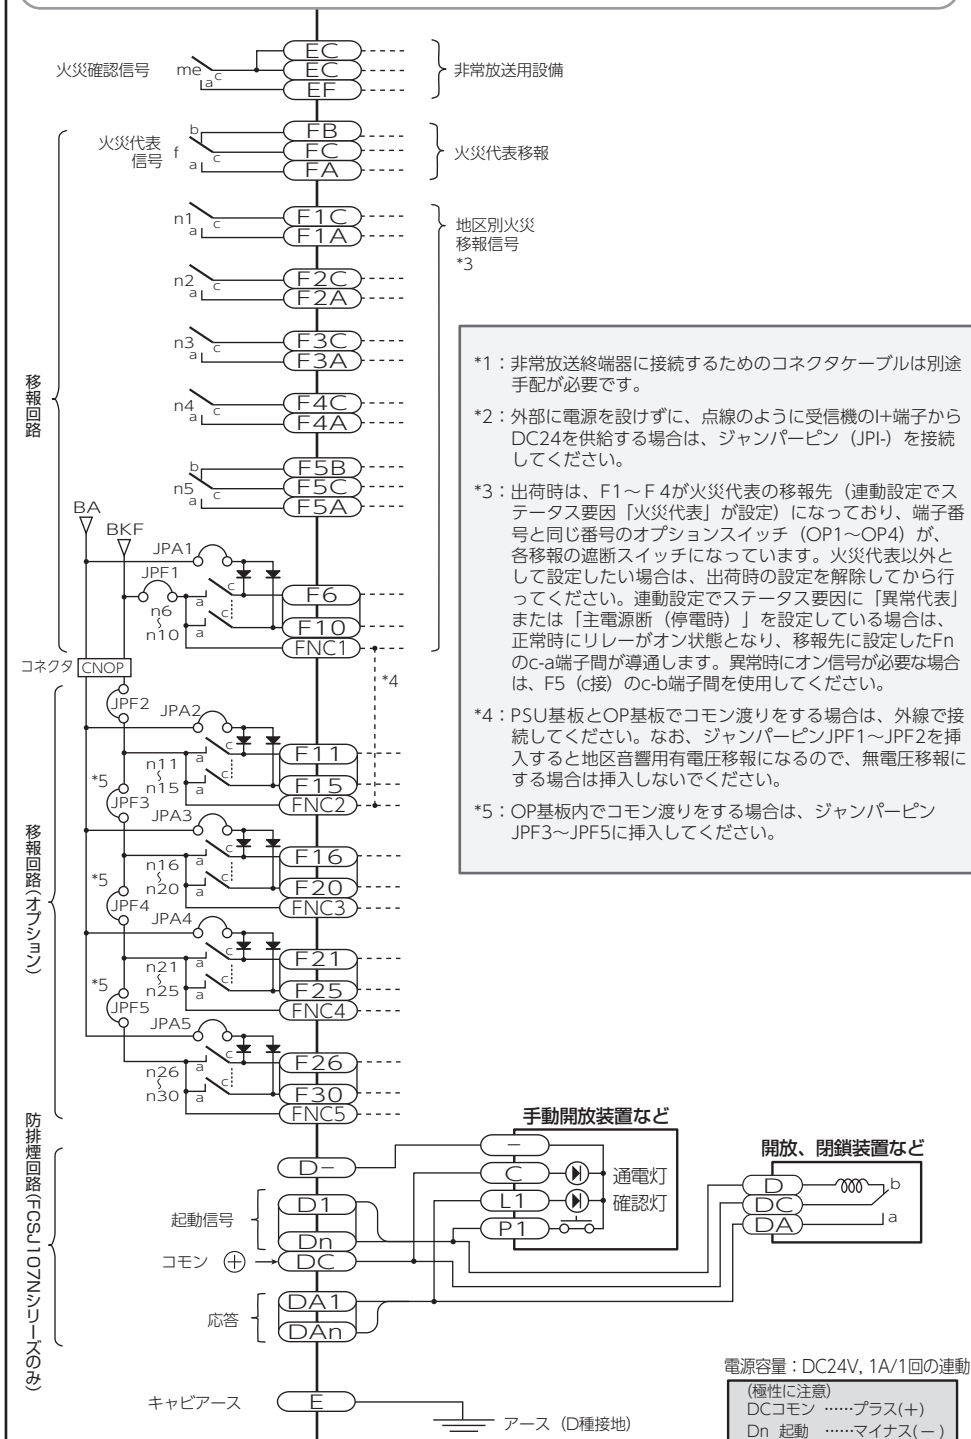 火災確認信号
me
a
c
EC
EC
EF
非常放送用設備
火災代表
信号
f
b
a
c
FB
FC
FA
火災代表移報
n1
a
c
F1C
F1A
地区別火災
移報信号
*3
n2
a
c
F2C
F2A
n3
a
c
F3C
F3A
n4
a
c
F4C
F4A
n5
b
a
c
F5B
F5C
F5A
移報回路
BA
BKF
JPA1
JPF1
n6
〜
n10
a
c
a
c
F6
F10
FNC1
コネクタ CNOP
*4
JPF2
JPA2
n11
〜
n15
a
c
a
c
F11
F15
FNC2
*5
JPF3
JPA3
n16
〜
n20
a
c
a
c
F16
F20
FNC3
*5
JPF4
JPA4
n21
〜
n25
a
c
a
c
F21
F25
FNC4
*5
JPF5
JPA5
n26
〜
n30
a
c
a
c
F26
F30
FNC5
移報回路(オプション)
*1：非常放送終端器に接続するためのコネクタケーブルは別途
手配が必要です。
*2：外部に電源を設けずに、点線のように受信機のI+端子から
DC24を供給する場合は、ジャンパーピン（JPI-）を接続
してください。
*3：出荷時は、F1～F 4が火災代表の移報先（連動設定でス
テータス要因「火災代表」が設定）になっており、端子番
号と同じ番号のオプションスイッチ（OP1～OP4）が、
各移報の遮断スイッチになっています。火災代表以外と
して設定したい場合は、出荷時の設定を解除してから行
ってください。連動設定でステータス要因に「異常代表」
または「主電源断（停電時）」を設定している場合は、
正常時にリレーがオン状態となり、移報先に設定したFn
のc-a端子間が導通します。異常時にオン信号が必要な場合
は、F5（c接）のc-b端子間を使用してください。
*4：PSU基板とOP基板でコモン渡りをする場合は、外線で接
続してください。なお、ジャンパーピンJPF1～JPF2を挿
入すると地区音響用有電圧移報になるので、無電圧移報に
する場合は挿入しないでください。
*5：OP基板内でコモン渡りをする場合は、ジャンパーピン
JPF3～JPF5に挿入してください。
防排煙回路(FCSJ107Nシリーズのみ)
D−
起動信号
D1
Dn
コモン ＋
DC
応答
DA1
DAn
手動開放装置など
−
C
通電灯
L1
確認灯
P1
開放、閉鎖装置など
D
b
DC
DA
a
キャビアース
E
アース（D種接地）
電源容量：DC24V, 1A/1回の連動
(極性に注意)
DCコモン ……プラス(＋)
Dn 起動 ……マイナス(－)